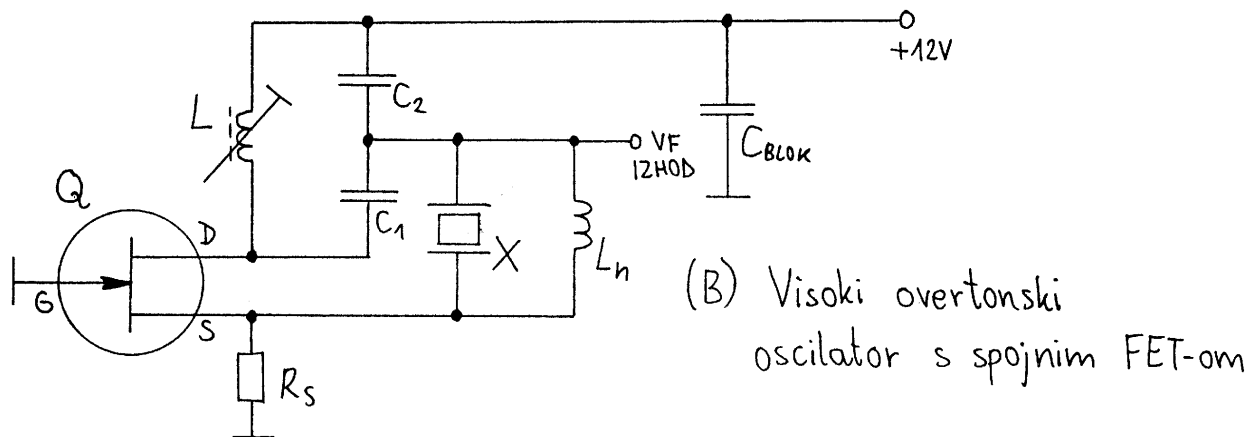 +12V
C2
L
VF
IZHOD
CBLOK
Q
C1
D
X
Ln
G
S
(B) Visoki overtonski
oscilator s spojnim FET-om
RS